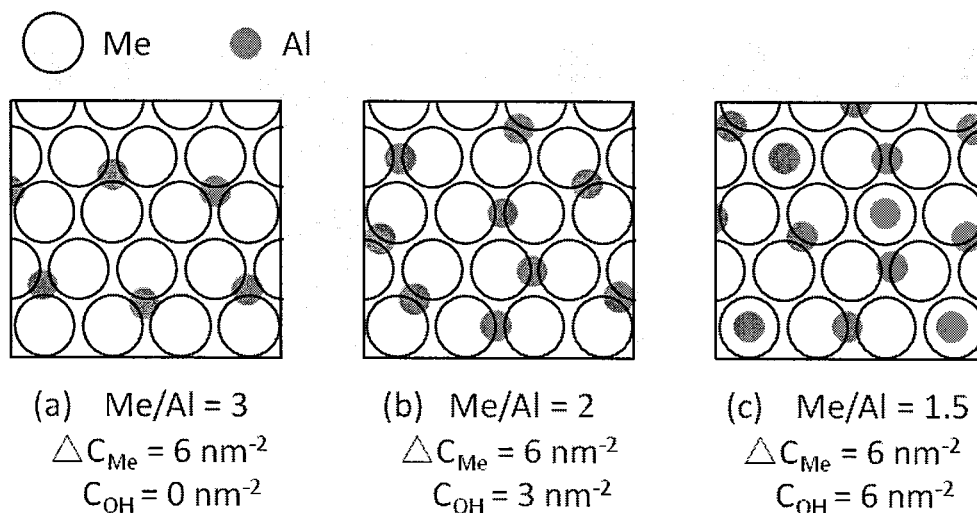 Me Al
(a) Me/Al = 3 (b) Me/Al = 2 (c) Me/Al = 1.5
△C_Me = 6 nm⁻² △C_Me = 6 nm⁻² △C_Me = 6 nm⁻²
C_OH = 0 nm⁻² C_OH = 3 nm⁻² C_OH = 6 nm⁻²